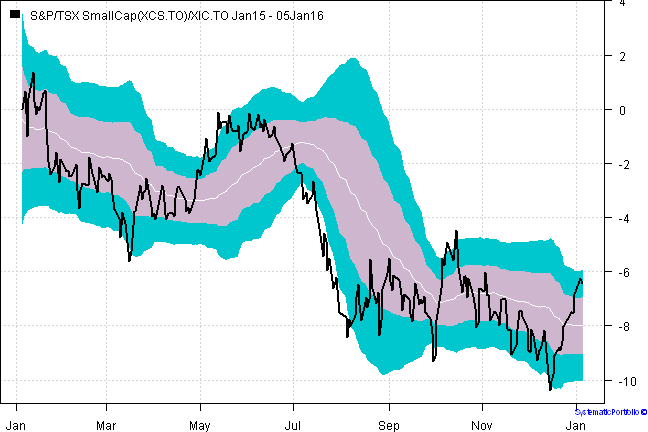 S&P/TSX SmallCap(XCS.TO)/XIC.TO Jan15 - 05Jan16
4
2
0
-2
-4
-6
-8
-10
Jan Mar May Jul Sep Nov Jan
SystematicPortfolio ©